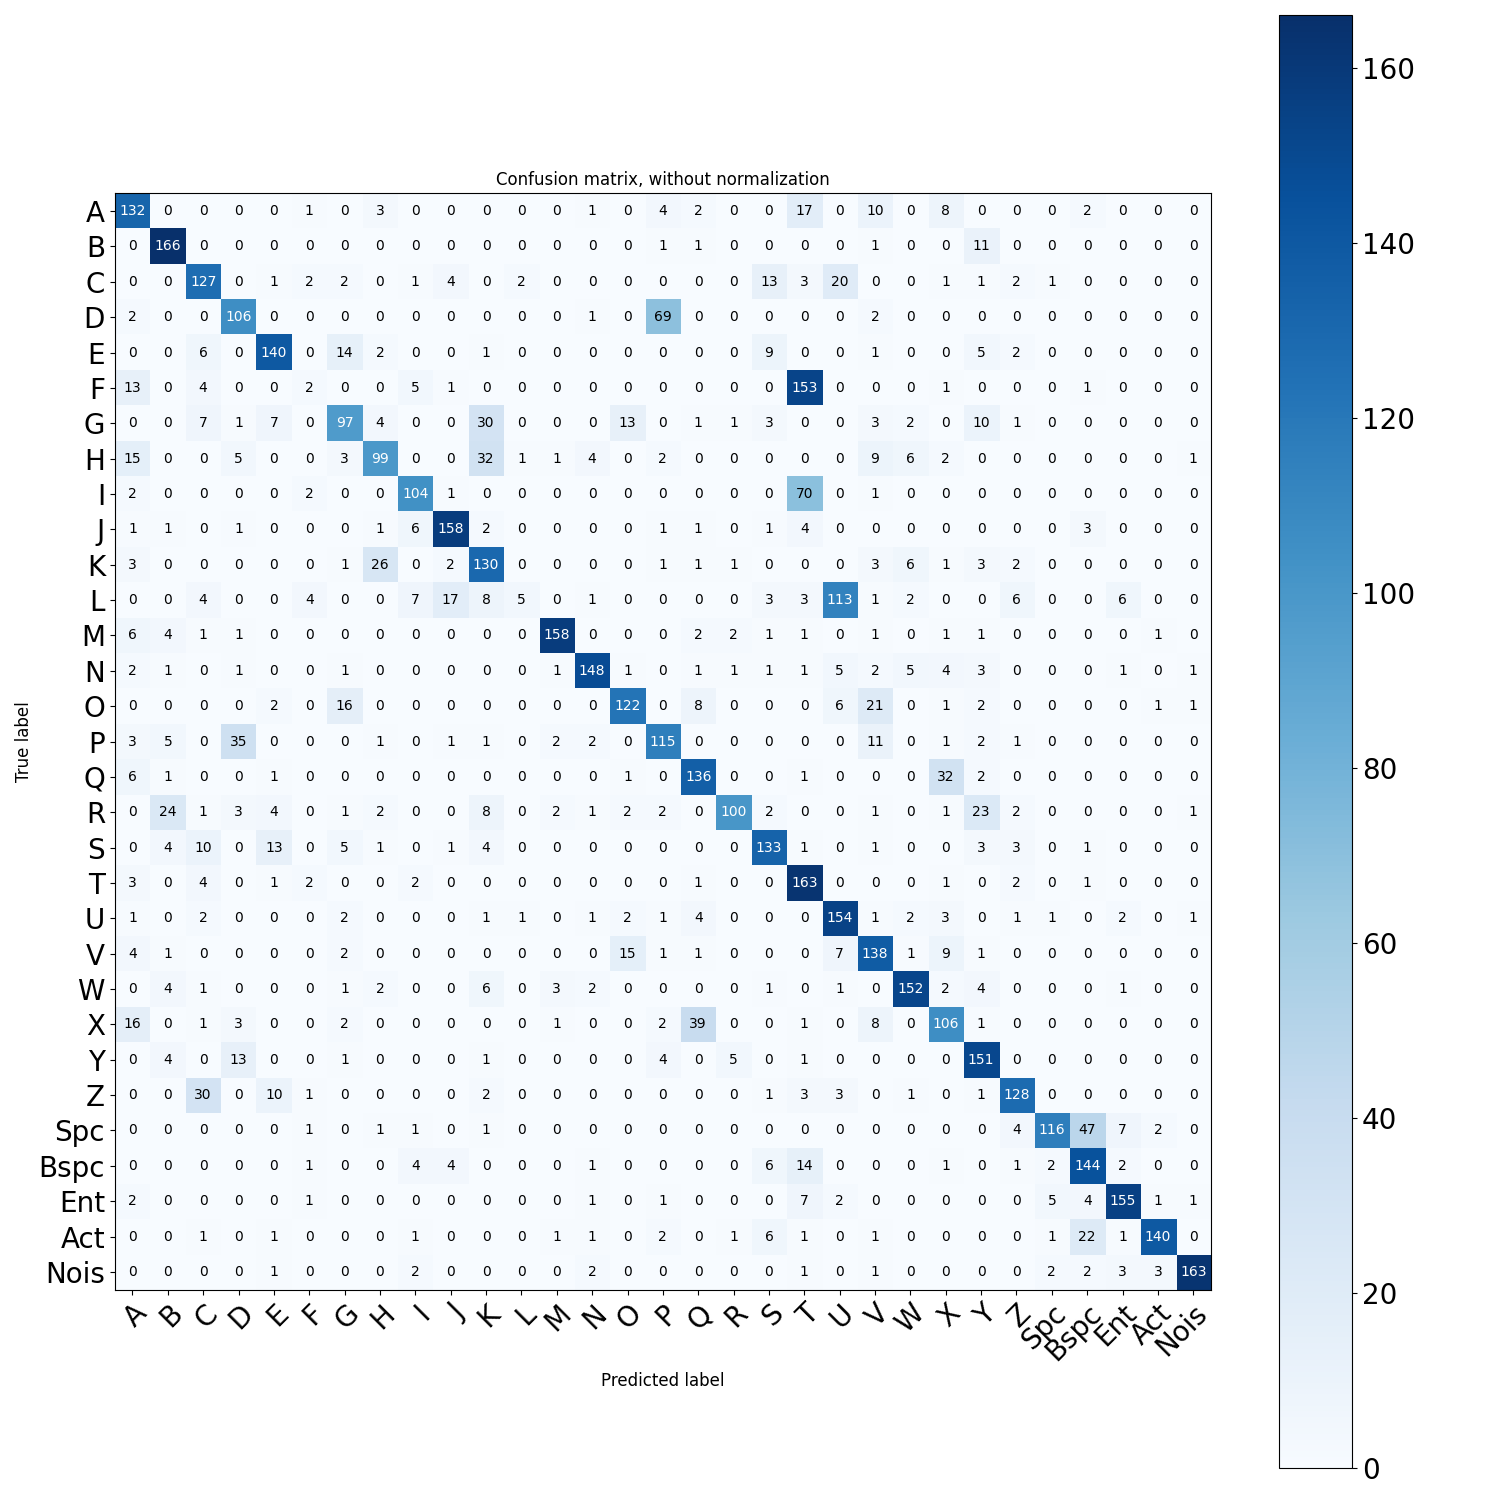 Confusion matrix, without normalization
A 132 0 0 0 0 1 0 3 0 0 0 0 0 1 0 4 2 0 0 17 0 10 0 8 0 0 0 2 0 0 0
B 0 166 0 0 0 0 0 0 0 0 0 0 0 0 0 1 1 0 0 0 0 1 0 0 11 0 0 0 0 0 0
C 0 0 127 0 1 2 2 0 1 4 0 2 0 0 0 0 0 0 13 3 20 0 0 1 1 2 1 0 0 0 0
D 2 0 0 106 0 0 0 0 0 0 0 0 0 1 0 69 0 0 0 0 0 2 0 0 0 0 0 0 0 0 0
E 0 0 6 0 140 0 14 2 0 0 1 0 0 0 0 0 0 0 9 0 0 1 0 0 5 2 0 0 0 0 0
F 13 0 4 0 0 2 0 0 5 1 0 0 0 0 0 0 0 0 0 153 0 0 0 1 0 0 0 1 0 0 0
G 0 0 7 1 7 0 97 4 0 0 30 0 0 0 13 0 1 1 3 0 0 3 2 0 10 1 0 0 0 0 0
H 15 0 0 5 0 0 3 99 0 0 32 1 1 4 0 2 0 0 0 0 0 9 6 2 0 0 0 0 0 0 1
I 2 0 0 0 0 2 0 0 104 1 0 0 0 0 0 0 0 0 0 70 0 1 0 0 0 0 0 0 0 0 0
J 1 1 0 1 0 0 0 1 6 158 2 0 0 0 0 1 1 0 1 4 0 0 0 0 0 0 0 3 0 0 0
K 3 0 0 0 0 0 1 26 0 2 130 0 0 0 0 1 1 1 0 0 0 3 6 1 3 2 0 0 0 0 0
L 0 0 4 0 0 4 0 0 7 17 8 5 0 1 0 0 0 0 3 3 113 1 2 0 0 6 0 0 6 0 0
M 6 4 1 1 0 0 0 0 0 0 0 0 158 0 0 0 2 2 1 1 0 1 0 1 1 0 0 0 0 1 0
N 2 1 0 1 0 0 1 0 0 0 0 0 1 148 1 0 1 1 1 1 5 2 5 4 3 0 0 0 1 0 1
O 0 0 0 0 2 0 16 0 0 0 0 0 0 0 122 0 8 0 0 0 6 21 0 1 2 0 0 0 0 1 1
P 3 5 0 35 0 0 0 1 0 1 1 0 2 2 0 115 0 0 0 0 0 11 0 1 2 1 0 0 0 0 0
Q 6 1 0 0 1 0 0 0 0 0 0 0 0 0 1 0 136 0 0 1 0 0 0 32 2 0 0 0 0 0 0
R 0 24 1 3 4 0 1 2 0 0 8 0 2 1 2 2 0 100 2 0 0 1 0 1 23 2 0 0 0 0 1
S 0 4 10 0 13 0 5 1 0 1 4 0 0 0 0 0 0 0 133 1 0 1 0 0 3 3 0 1 0 0 0
T 3 0 4 0 1 2 0 0 2 0 0 0 0 0 0 0 1 0 0 163 0 0 0 1 0 2 0 1 0 0 0
U 1 0 2 0 0 0 2 0 0 0 1 1 0 1 2 1 4 0 0 0 154 1 2 3 0 1 1 0 2 0 1
V 4 1 0 0 0 0 2 0 0 0 0 0 0 0 15 1 1 0 0 0 7 138 1 9 1 0 0 0 0 0 0
W 0 4 1 0 0 0 1 2 0 0 6 0 3 2 0 0 0 0 1 0 1 0 152 2 4 0 0 0 1 0 0
X 16 0 1 3 0 0 2 0 0 0 0 0 1 0 0 2 39 0 0 1 0 8 0 106 1 0 0 0 0 0 0
Y 0 4 0 13 0 0 1 0 0 0 1 0 0 0 0 4 0 5 0 1 0 0 0 0 151 0 0 0 0 0 0
Z 0 0 30 0 10 1 0 0 0 0 2 0 0 0 0 0 0 0 1 3 3 0 1 0 1 128 0 0 0 0 0
Spc 0 0 0 0 0 1 0 1 1 0 1 0 0 0 0 0 0 0 0 0 0 0 0 0 0 4 116 47 7 2 0
Bspc 0 0 0 0 0 1 0 0 4 4 0 0 0 1 0 0 0 0 6 14 0 0 0 1 0 1 2 144 2 0 0
Ent 2 0 0 0 0 1 0 0 0 0 0 0 0 1 0 1 0 0 0 7 2 0 0 0 0 0 5 4 155 1 1
Act 0 0 1 0 1 0 0 0 1 0 0 0 1 1 0 2 0 1 6 1 0 1 0 0 0 0 1 22 1 140 0
Nois 0 0 0 0 1 0 0 0 2 0 0 0 0 2 0 0 0 0 0 1 0 1 0 0 0 0 2 2 3 3 163
A B C D E F G H I J K L M N O P Q R S T U V W X Y Z Spc Bspc Ent Act Nois
Predicted label
True label
160
140
120
100
80
60
40
20
0